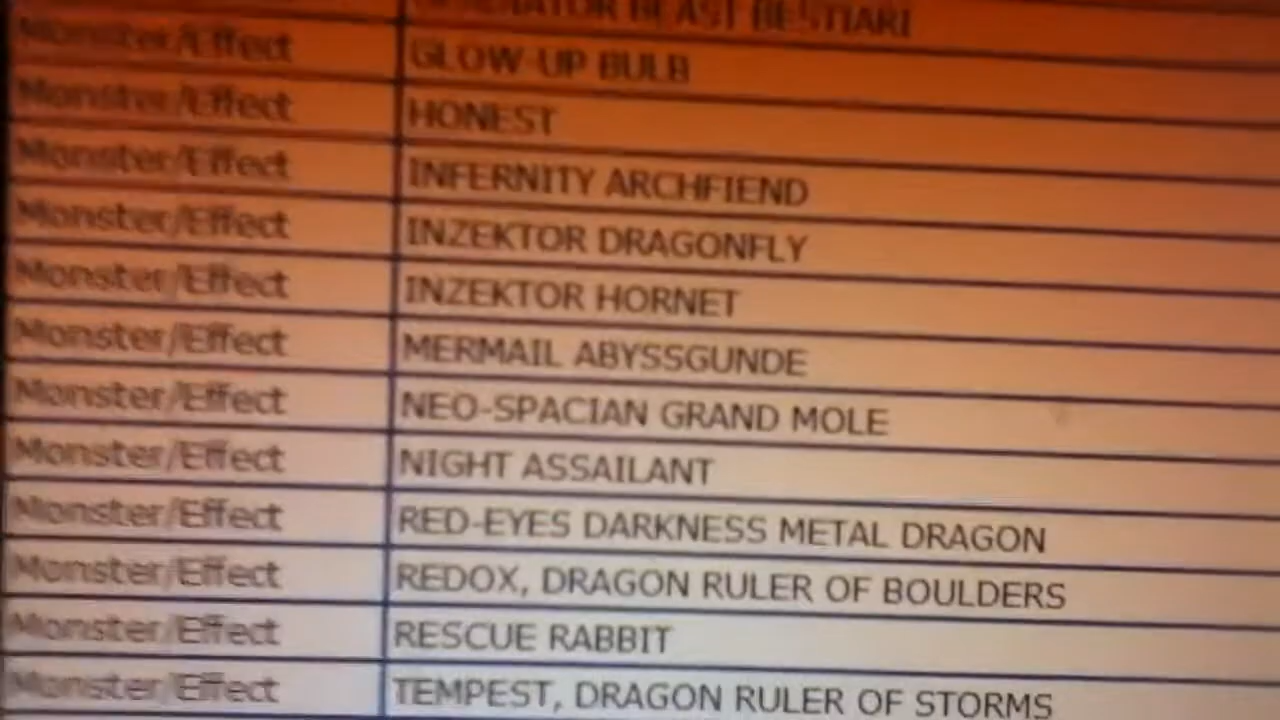 BEAST BESTIARI
Monster/Effect GLOW-UP BULB
Monster/Effect HONEST
Monster/Effect INFERNITY ARCHFIEND
Monster/Effect INZEKTOR DRAGONFLY
Monster/Effect INZEKTOR HORNET
Monster/Effect MERMAIL ABYSSGUNDE
Monster/Effect NEO-SPACIAN GRAND MOLE
Monster/Effect NIGHT ASSAILANT
Monster/Effect RED-EYES DARKNESS METAL DRAGON
Monster/Effect REDOX, DRAGON RULER OF BOULDERS
Monster/Effect RESCUE RABBIT
Monster/Effect TEMPEST, DRAGON RULER OF STORMS